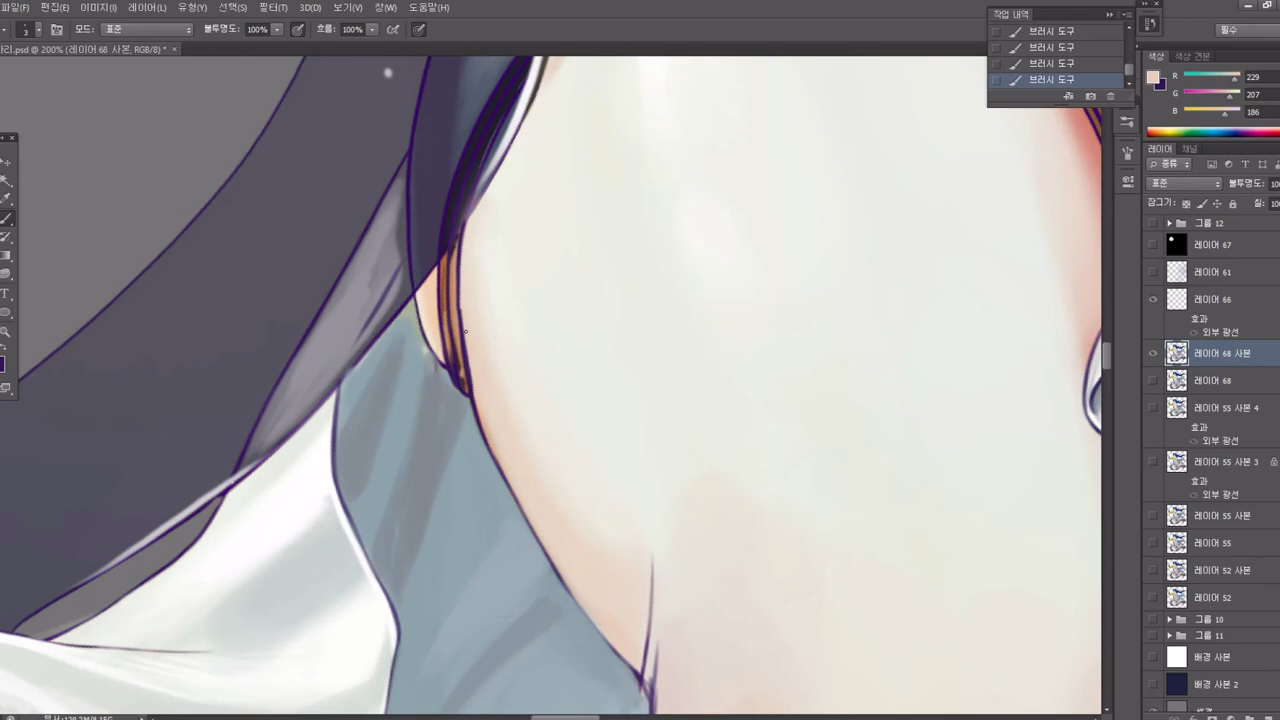 파일(F) 편집(E) 이미지(I) 레이어(L) 유형(Y) 선택(S) 필터(T) 3D(D) 보기(V) 창(W) 도움말(H)
3 모드: 표준 불투명도: 100% 흐름: 100%
필수
리.psd @ 200% (레이어 68 사본, RGB/8) * ×
작업 내역
브러시 도구
브러시 도구
브러시 도구
브러시 도구
색상 색상 견본
R 229
G 207
B 186
레이어 채널
종류
표준 불투명도: 100
잠그기: 칠: 100
그룹 12
레이어 67
레이어 61
레이어 66
효과
외부 광선
레이어 68 사본
레이어 68
레이어 55 사본 4
효과
외부 광선
레이어 55 사본 3
효과
외부 광선
레이어 55 사본
레이어 55
레이어 52 사본
레이어 52
그룹 10
그룹 11
배경 사본
배경 사본 2